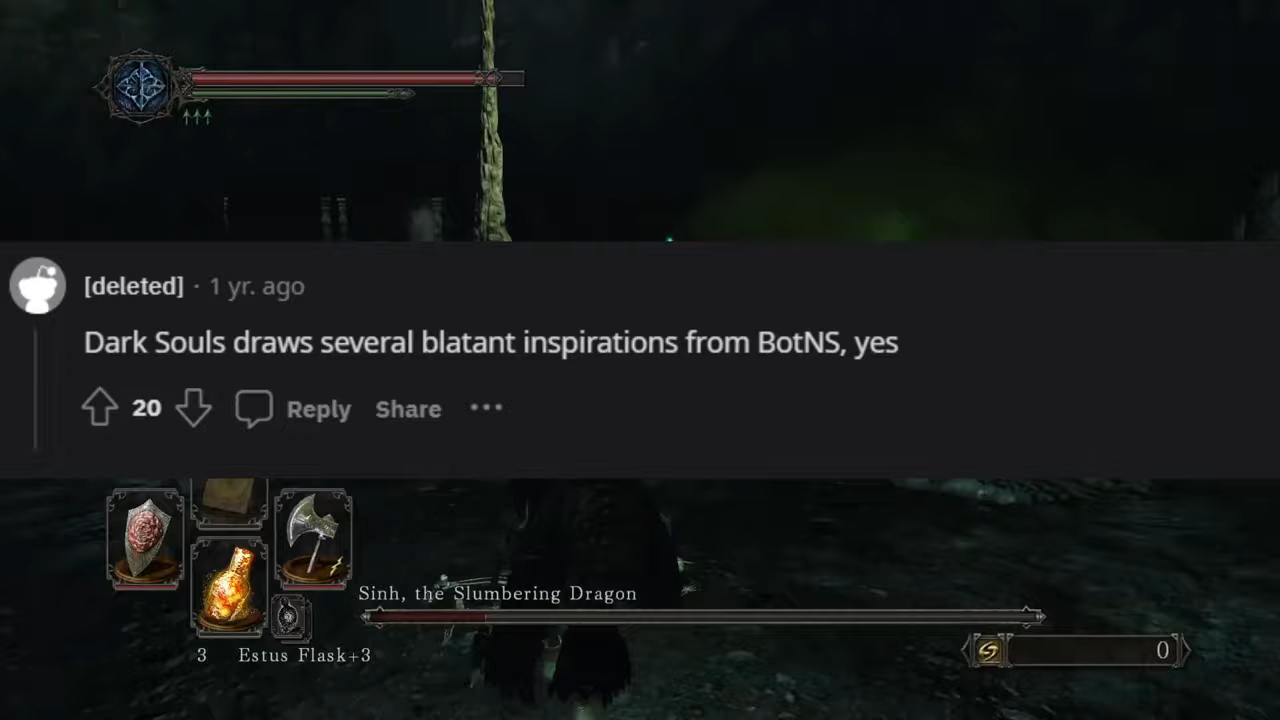 [deleted] · 1 yr. ago
Dark Souls draws several blatant inspirations from BotNS, yes
20 Reply Share ···
Sinh, the Slumbering Dragon
3 Estus Flask+3
0